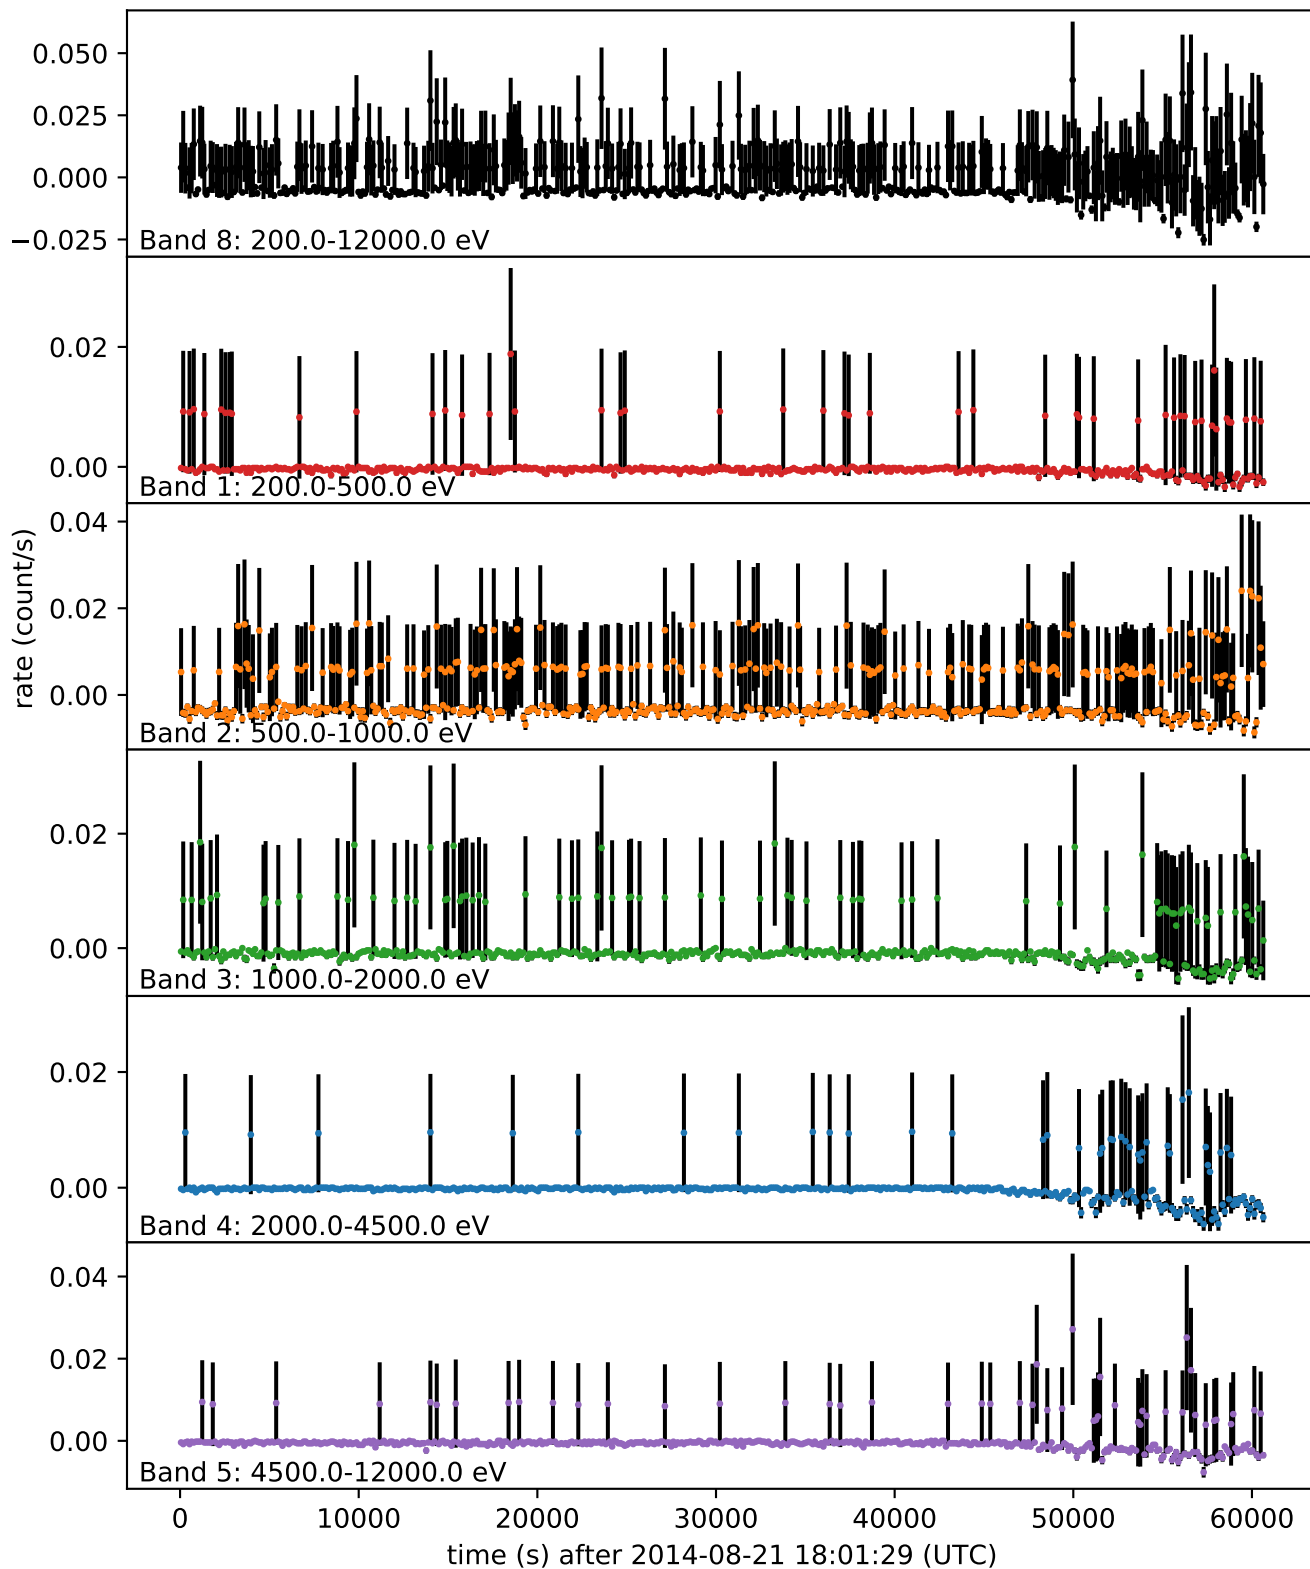 0.050
0.025
0.000
−0.025
Band 8: 200.0-12000.0 eV
0.02
0.00
Band 1: 200.0-500.0 eV
rate (count/s)
0.04
0.02
0.00
Band 2: 500.0-1000.0 eV
0.02
0.00
Band 3: 1000.0-2000.0 eV
0.02
0.00
Band 4: 2000.0-4500.0 eV
0.04
0.02
0.00
Band 5: 4500.0-12000.0 eV
0 10000 20000 30000 40000 50000 60000
time (s) after 2014-08-21 18:01:29 (UTC)